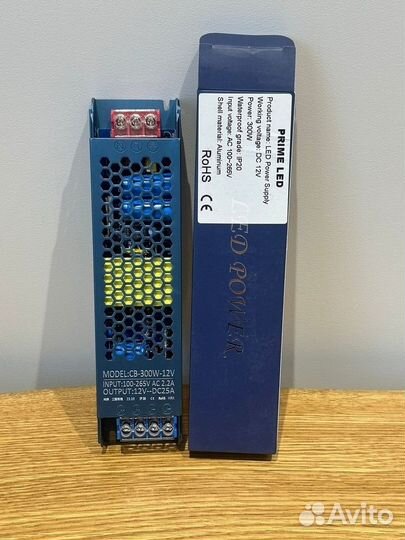 MODEL:CB-300W-12V
INPUT:100-265V AC 2.2A
OUTPUT:12V⎓DC25A
PRIME LED
Product name: LED Power Supply
Working voltage: DC 12V
Power: 300W
Waterproof grade: IP20
Input voltage: AC 100~265V
Shell material: Aluminum
CE RoHS
LED POWER
Avito